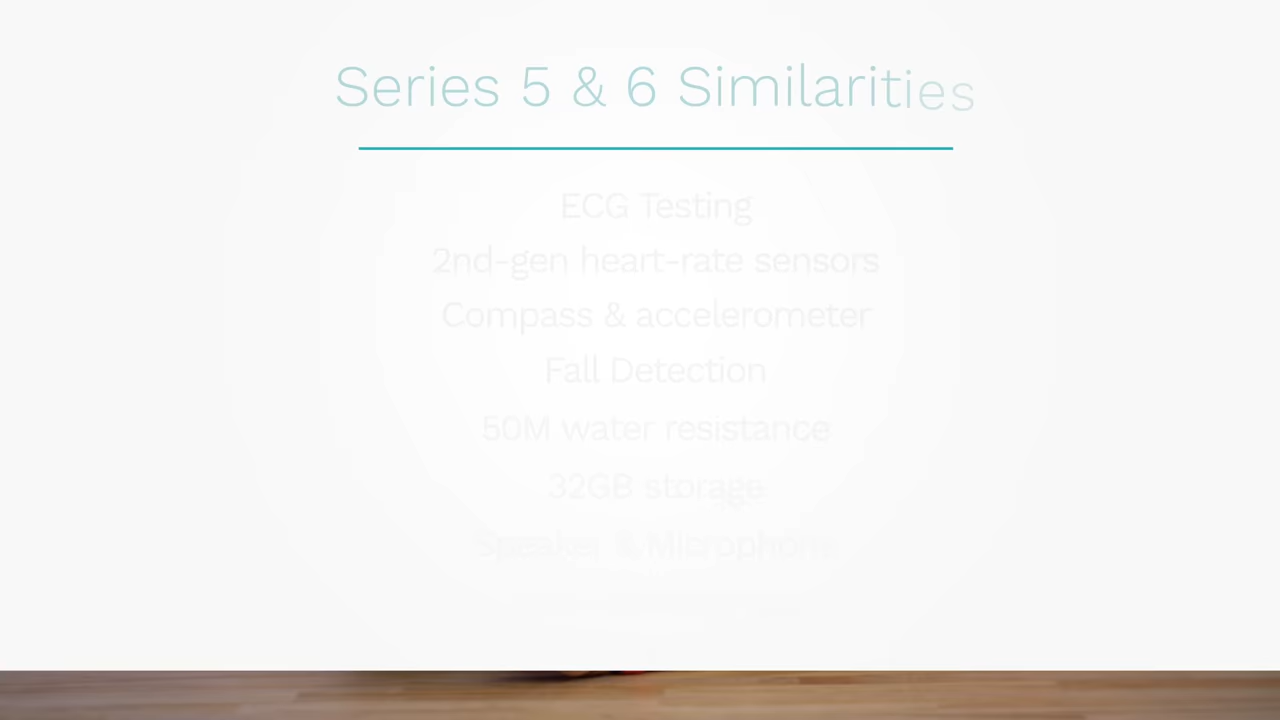 Series 5 & 6 Similarities
ECG Testing
2nd-gen heart-rate sensors
Compass & accelerometer
Fall Detection
50M water resistance
32GB storage
Speaker & Microphone